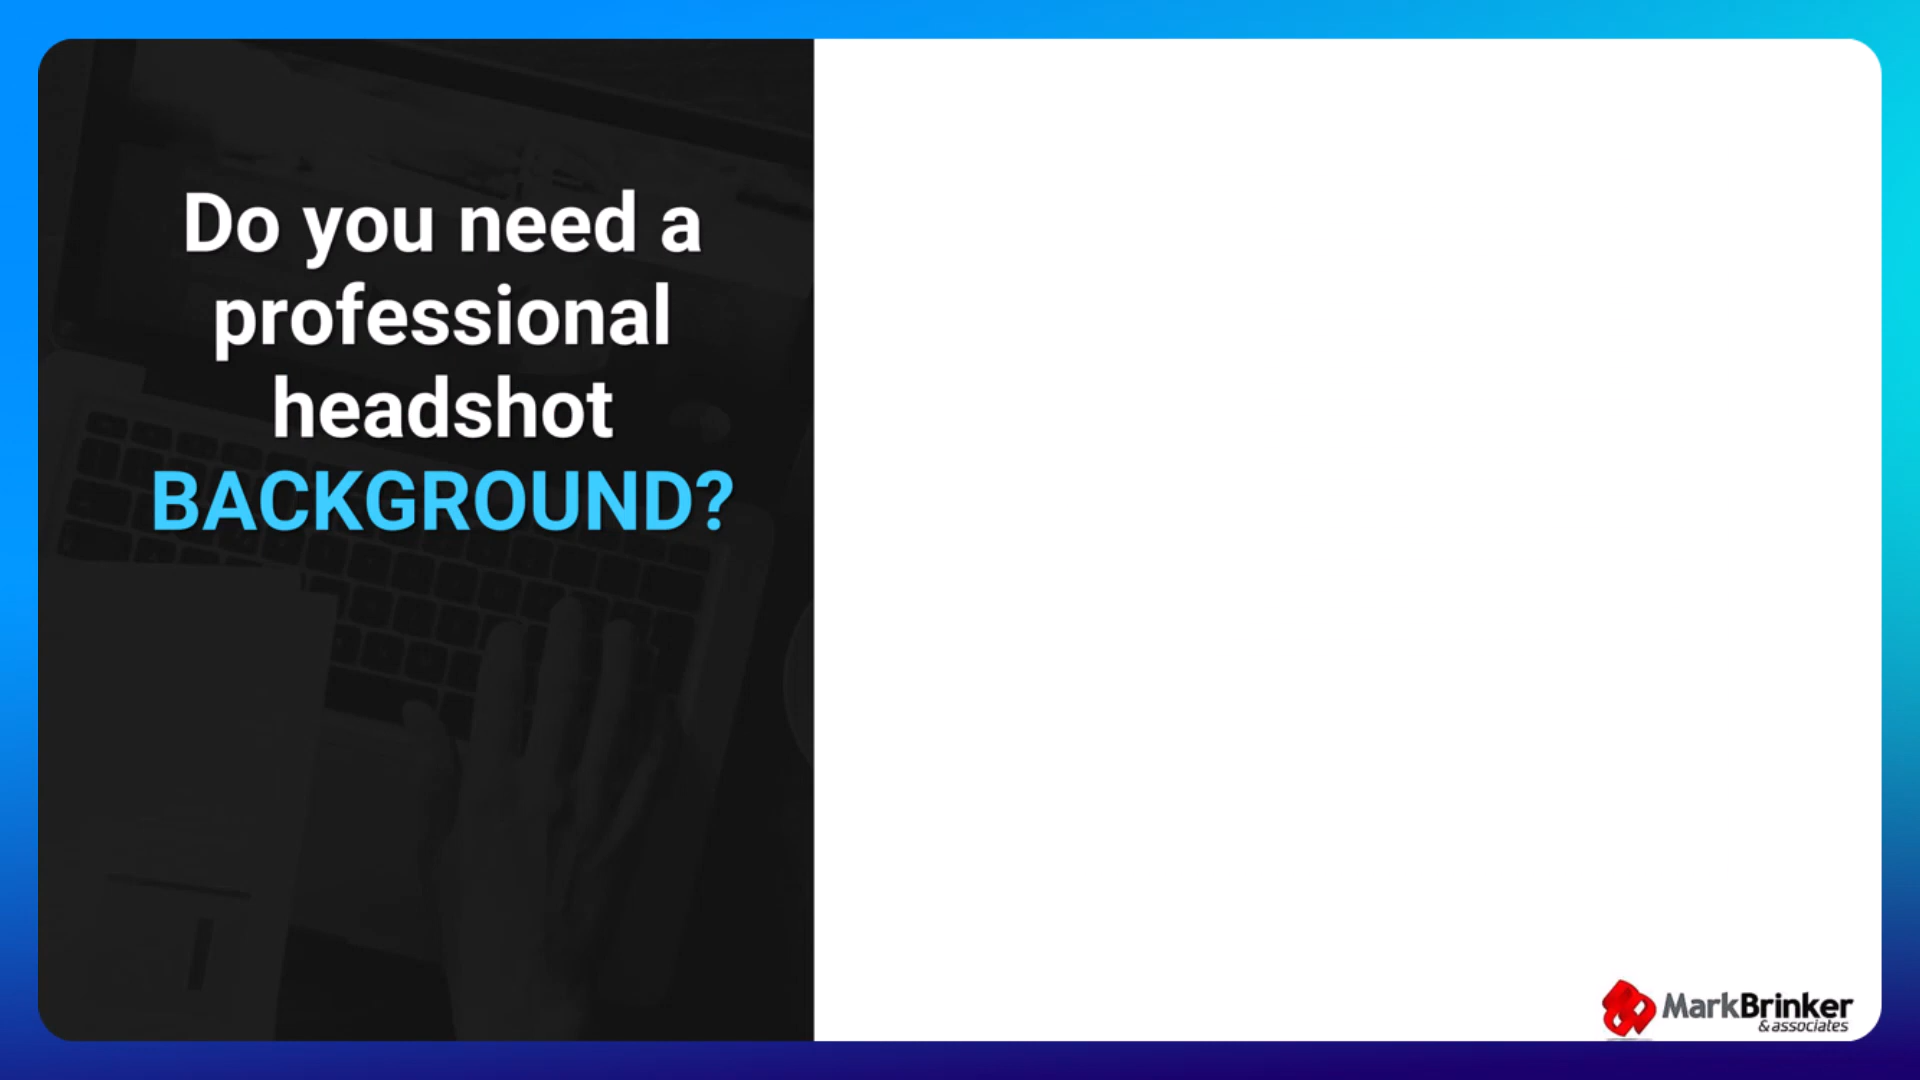 Do you need a
professional
headshot
BACKGROUND?
MarkBrinker
& associates